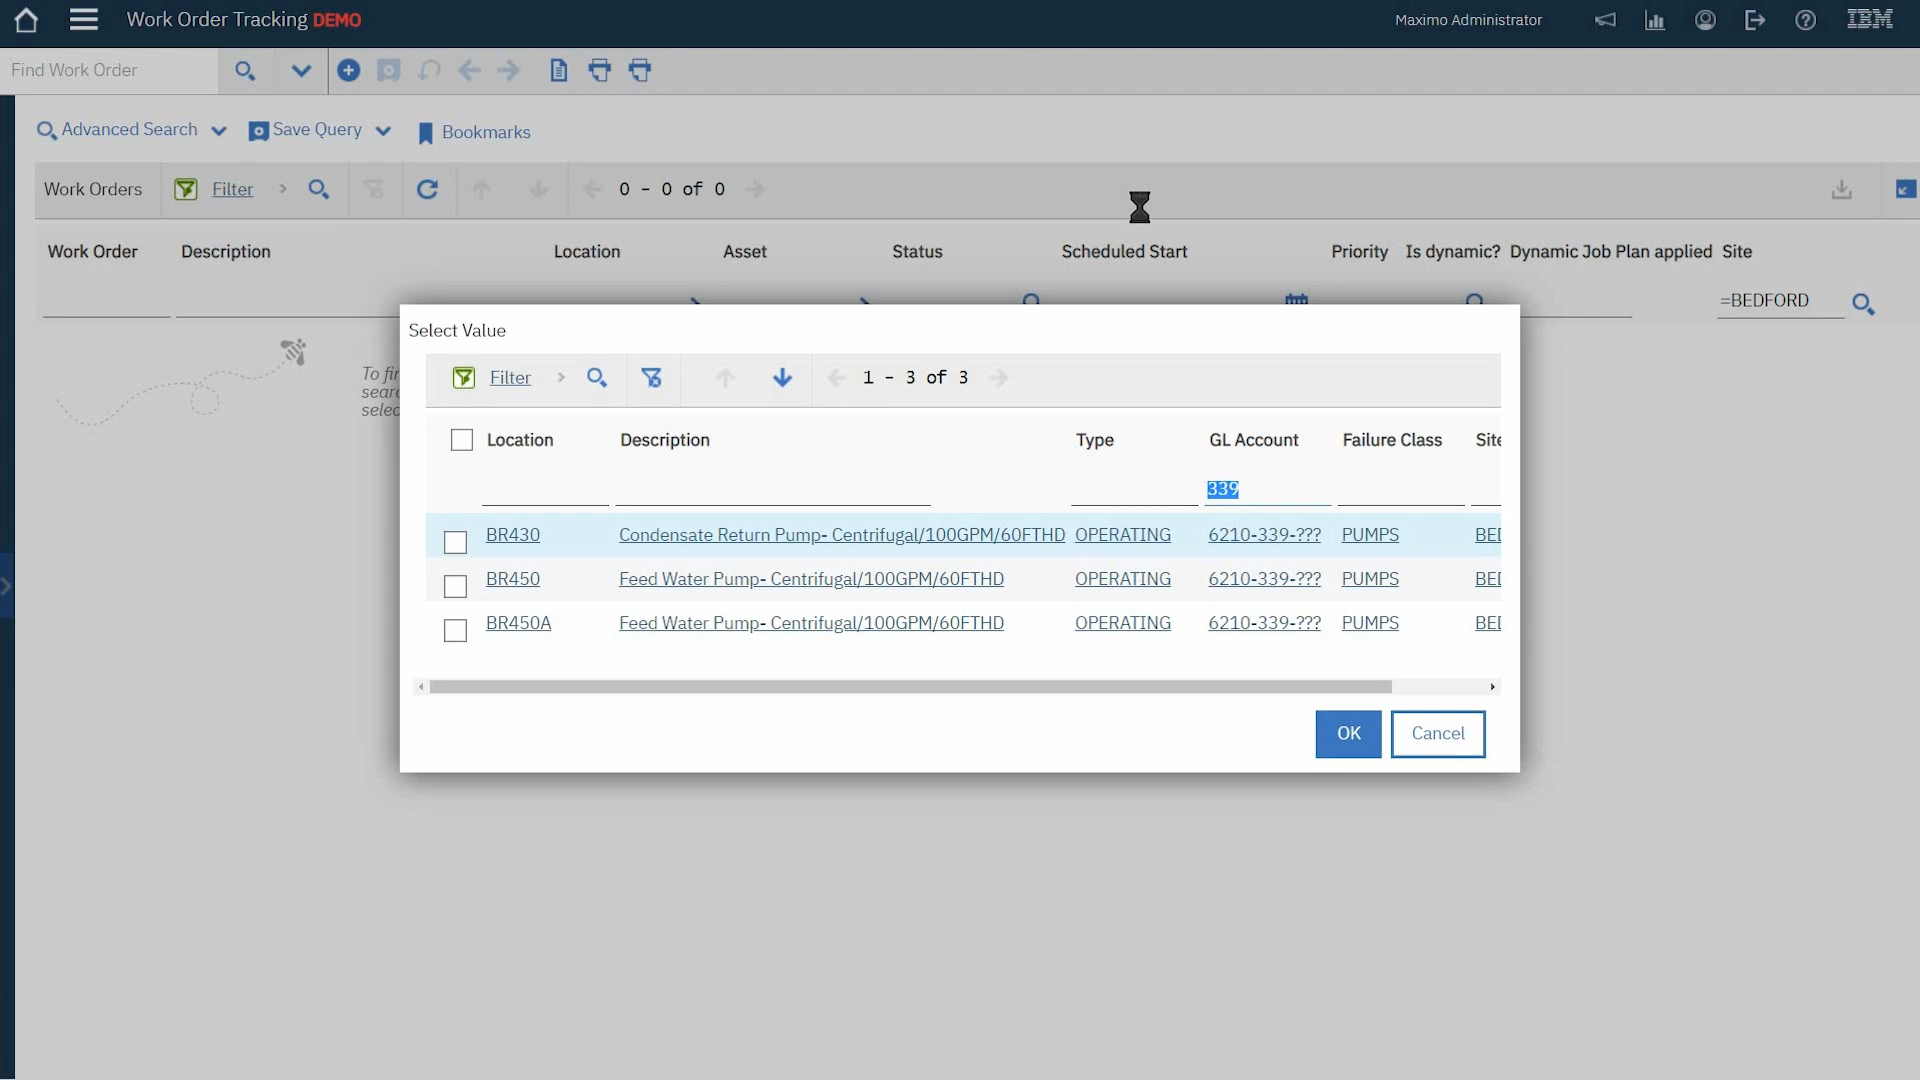 Work Order Tracking DEMO
Maximo Administrator
IBM
Find Work Order
Advanced Search
Save Query
Bookmarks
Work Orders
Filter
0 - 0 of 0
Work Order Description Location Asset Status Scheduled Start Priority Is dynamic? Dynamic Job Plan applied Site
=BEDFORD
To
Select Value
Filter
1 - 3 of 3
Location Description Type GL Account Failure Class Site
339
BR430 Condensate Return Pump- Centrifugal/100GPM/60FTHD OPERATING 6210-339-??? PUMPS
BR450 Feed Water Pump- Centrifugal/100GPM/60FTHD OPERATING 6210-339-??? PUMPS
BR450A Feed Water Pump- Centrifugal/100GPM/60FTHD OPERATING 6210-339-??? PUMPS
OK
Cancel